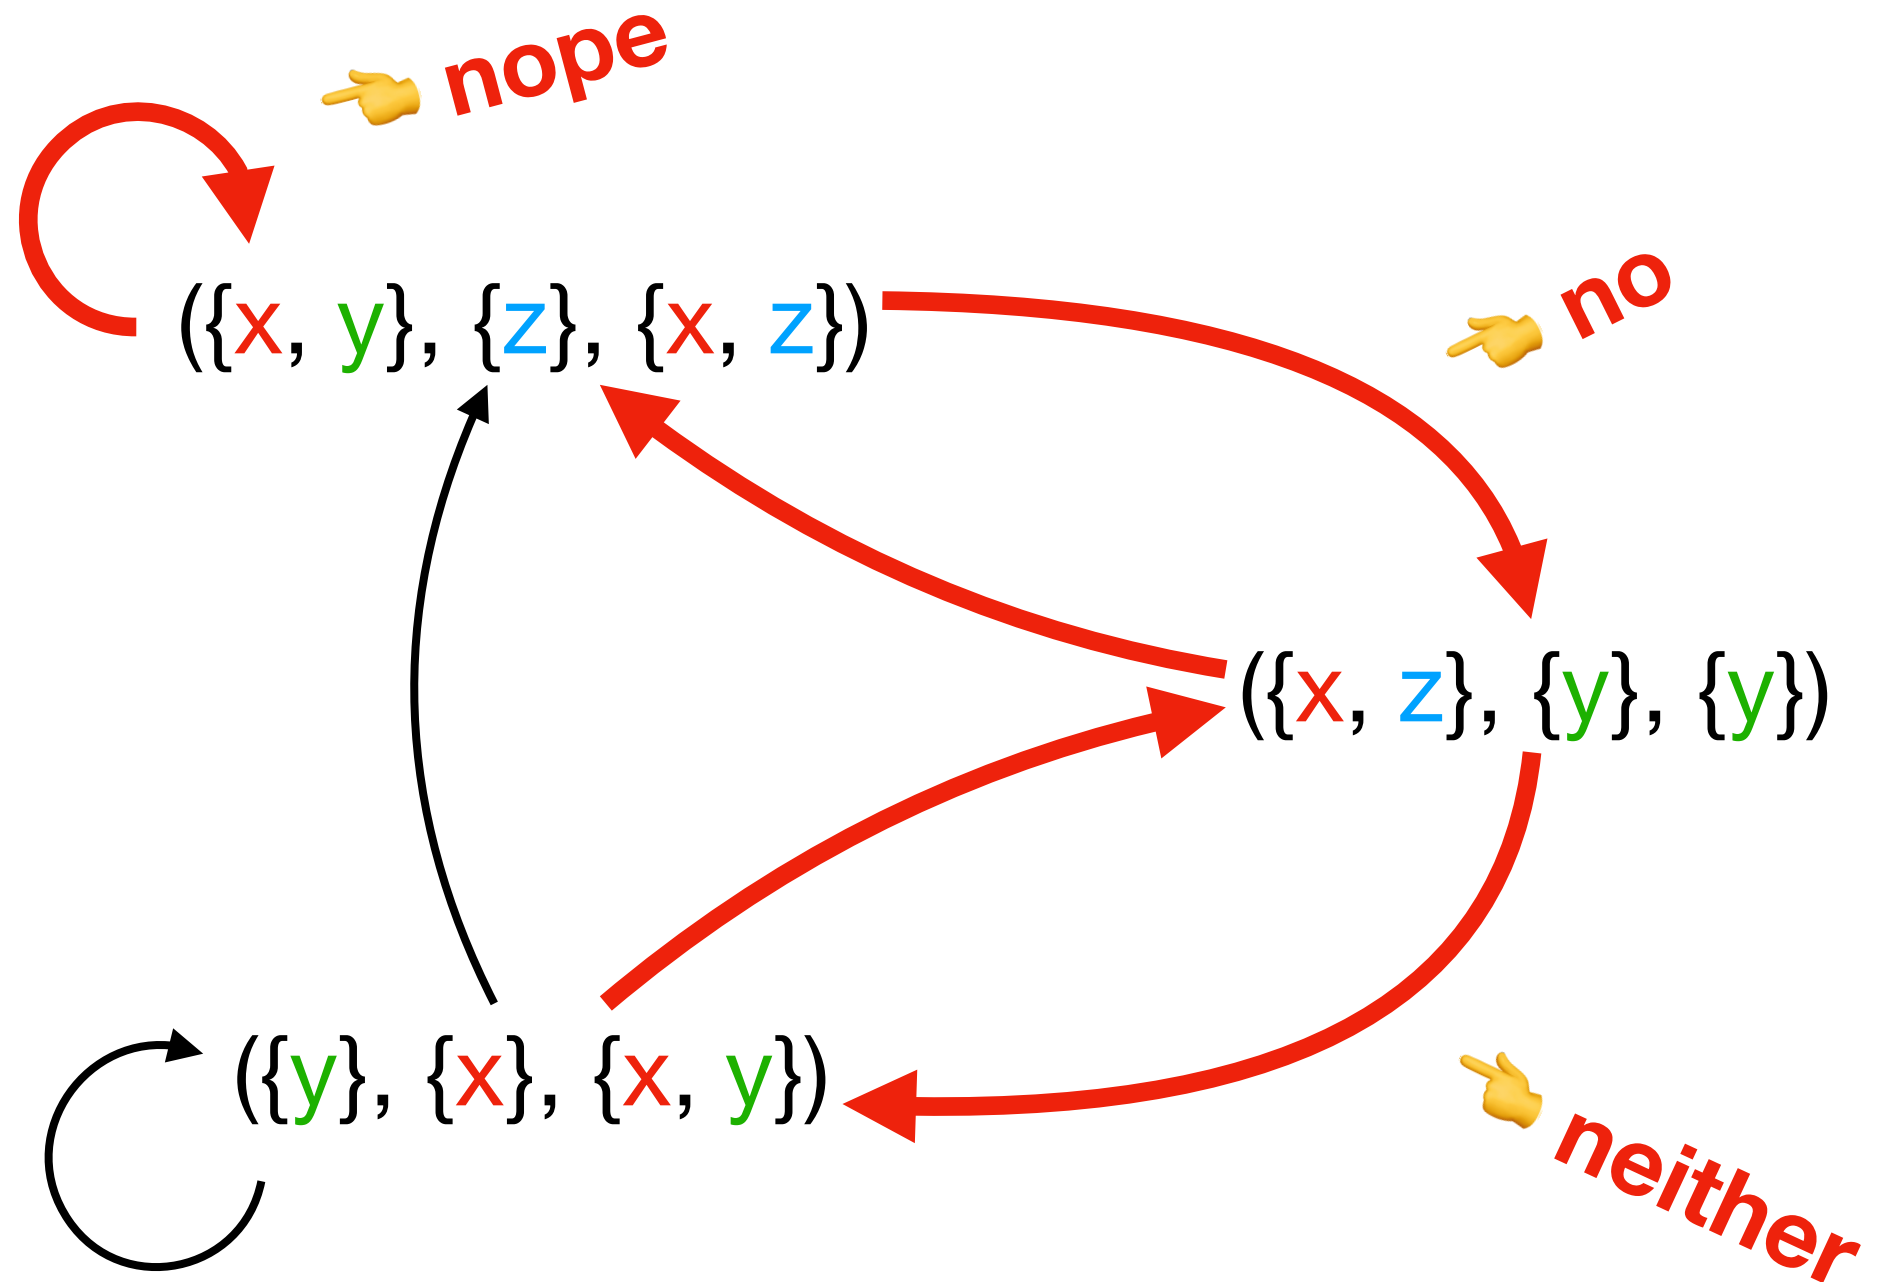 nope
no
({x, y}, {z}, {x, z})
({x, z}, {y}, {y})
({y}, {x}, {x, y})
neither